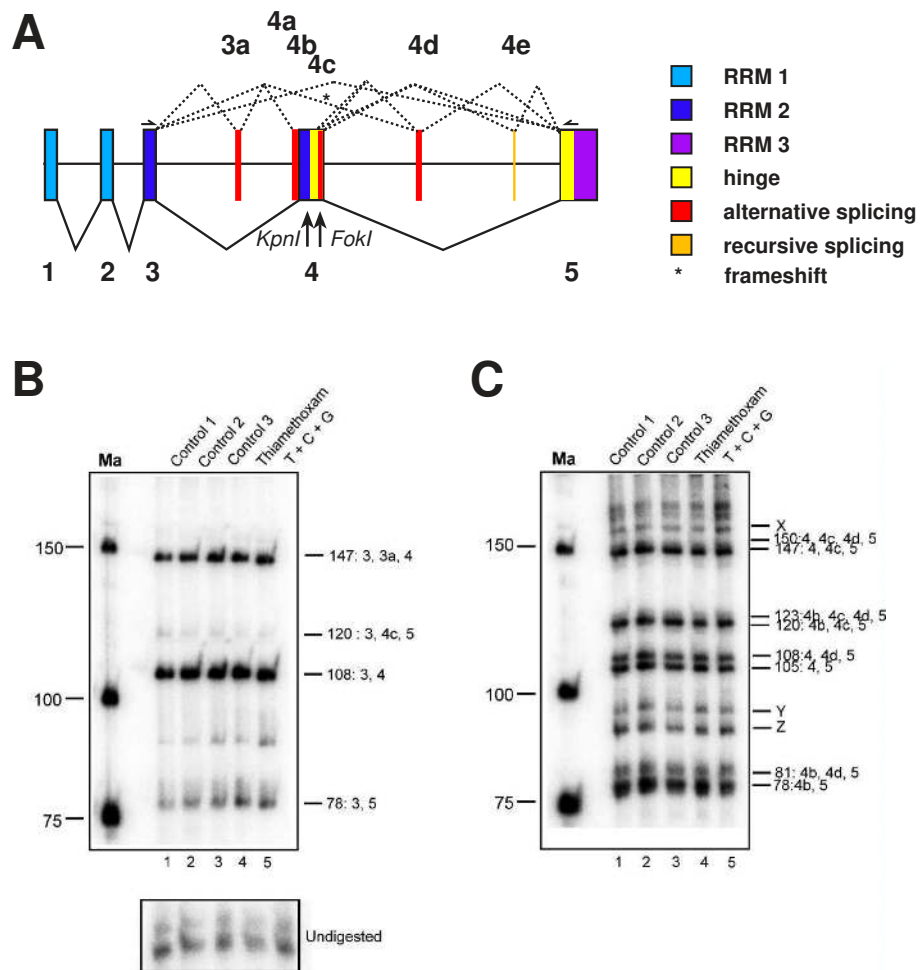 A
3a
4a
4b
4c
4d
4e
*
KpnI
FokI
1
2
3
4
5
RRM 1
RRM 2
RRM 3
hinge
alternative splicing
recursive splicing
* frameshift
B
Ma
Control 1
Control 2
Control 3
Thiamethoxam
T + C + G
150
100
75
147: 3, 3a, 4
120 : 3, 4c, 5
108: 3, 4
78: 3, 5
1 2 3 4 5
Undigested
C
Ma
Control 1
Control 2
Control 3
Thiamethoxam
T + C + G
150
100
75
X
150:4, 4c, 4d, 5
147: 4, 4c, 5
123:4b, 4c, 4d, 5
120: 4b, 4c, 5
108:4, 4d, 5
105: 4, 5
Y
Z
81: 4b, 4d, 5
78:4b, 5
1 2 3 4 5